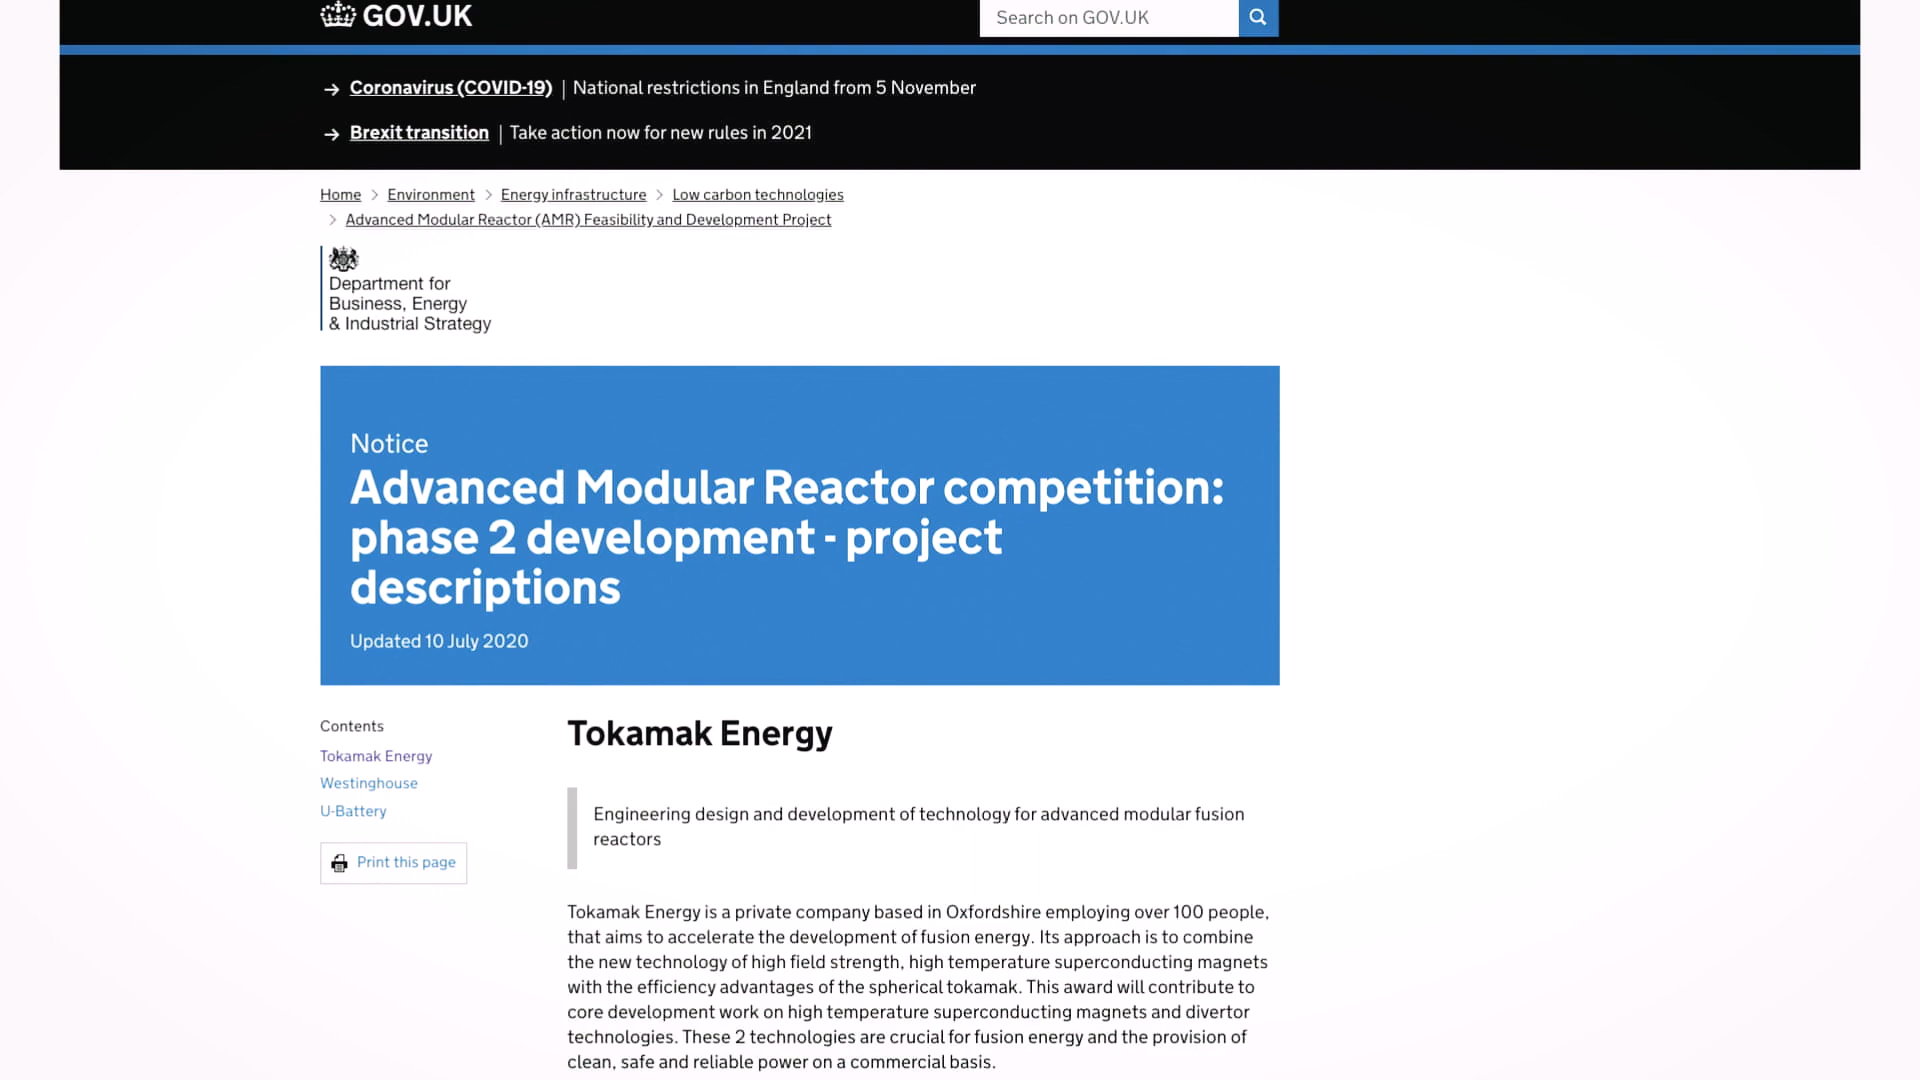 GOV.UK
Search on GOV.UK
→ Coronavirus (COVID-19) | National restrictions in England from 5 November
→ Brexit transition | Take action now for new rules in 2021
Home > Environment > Energy infrastructure > Low carbon technologies
> Advanced Modular Reactor (AMR) Feasibility and Development Project
Department for
Business, Energy
& Industrial Strategy
Notice
Advanced Modular Reactor competition:
phase 2 development - project
descriptions
Updated 10 July 2020
Contents
Tokamak Energy
Westinghouse
U-Battery
Print this page
Tokamak Energy
Engineering design and development of technology for advanced modular fusion
reactors
Tokamak Energy is a private company based in Oxfordshire employing over 100 people,
that aims to accelerate the development of fusion energy. Its approach is to combine
the new technology of high field strength, high temperature superconducting magnets
with the efficiency advantages of the spherical tokamak. This award will contribute to
core development work on high temperature superconducting magnets and divertor
technologies. These 2 technologies are crucial for fusion energy and the provision of
clean, safe and reliable power on a commercial basis.